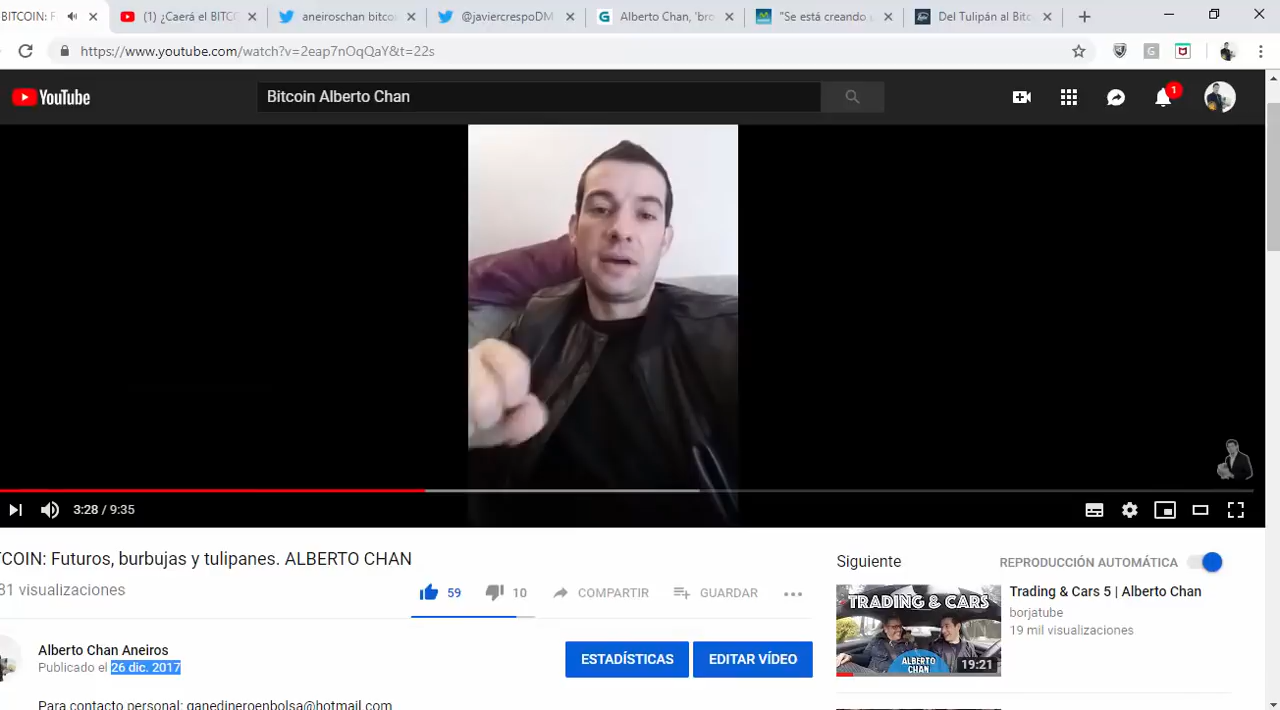 BITCOIN: F
(1) ¿Caerá el BITC
aneiroschan bitco
@javiercrespoDM
Alberto Chan, 'bro
"Se está creando
Del Tulipán al Bitc
https://www.youtube.com/watch?v=2eap7nOqQaY&t=22s
YouTube
Bitcoin Alberto Chan
1
3:28 / 9:35
TCOIN: Futuros, burbujas y tulipanes. ALBERTO CHAN
81 visualizaciones
59
10
COMPARTIR
GUARDAR
Alberto Chan Aneiros
Publicado el 26 dic. 2017
ESTADÍSTICAS
EDITAR VÍDEO
Para contacto personal: ganedineroenbolsa@hotmail.com
Siguiente
REPRODUCCIÓN AUTOMÁTICA
TRADING & CARS
ALBERTO
CHAN
19:21
Trading & Cars 5 | Alberto Chan
borjatube
19 mil visualizaciones